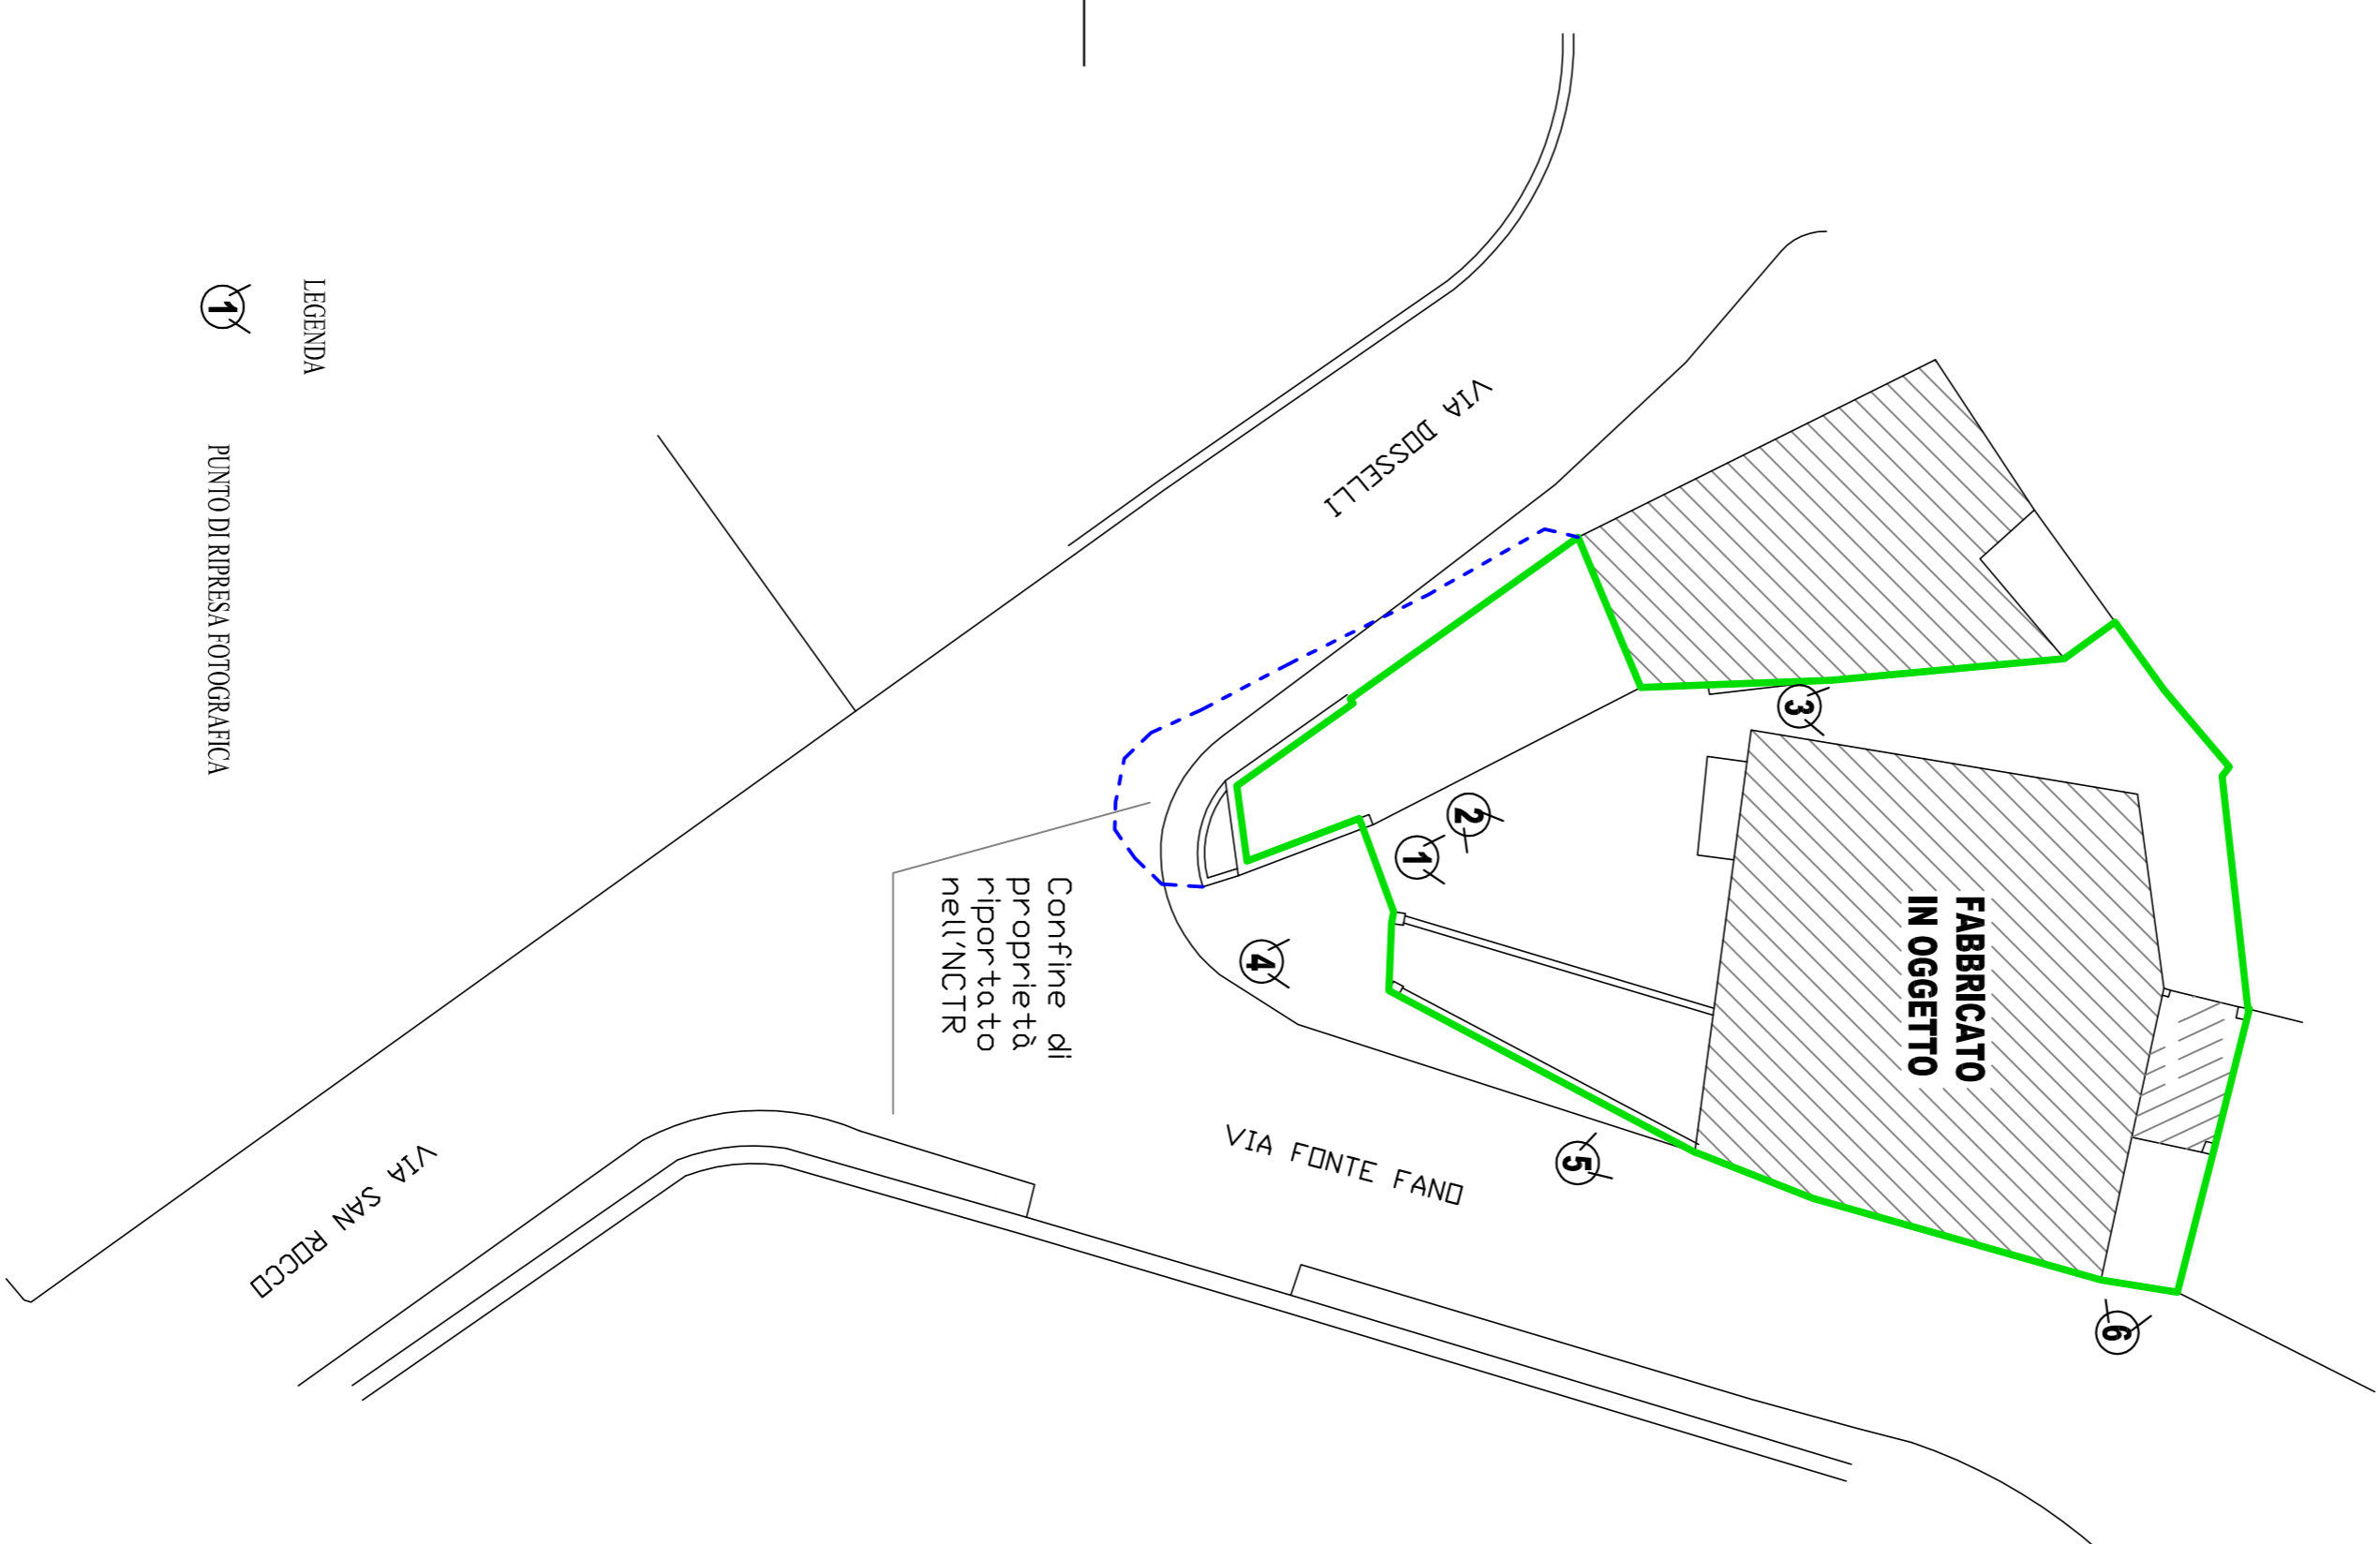 VIA DOSSELLI
3
2
1
FABBRICATO
IN OGGETTO
4
Confine di
proprietà
riportato
nell'NCTR
VIA FONTE FANO
5
6
VIA SAN ROCCO
LEGENDA
1 PUNTO DI RIPRESA FOTOGRAFICA